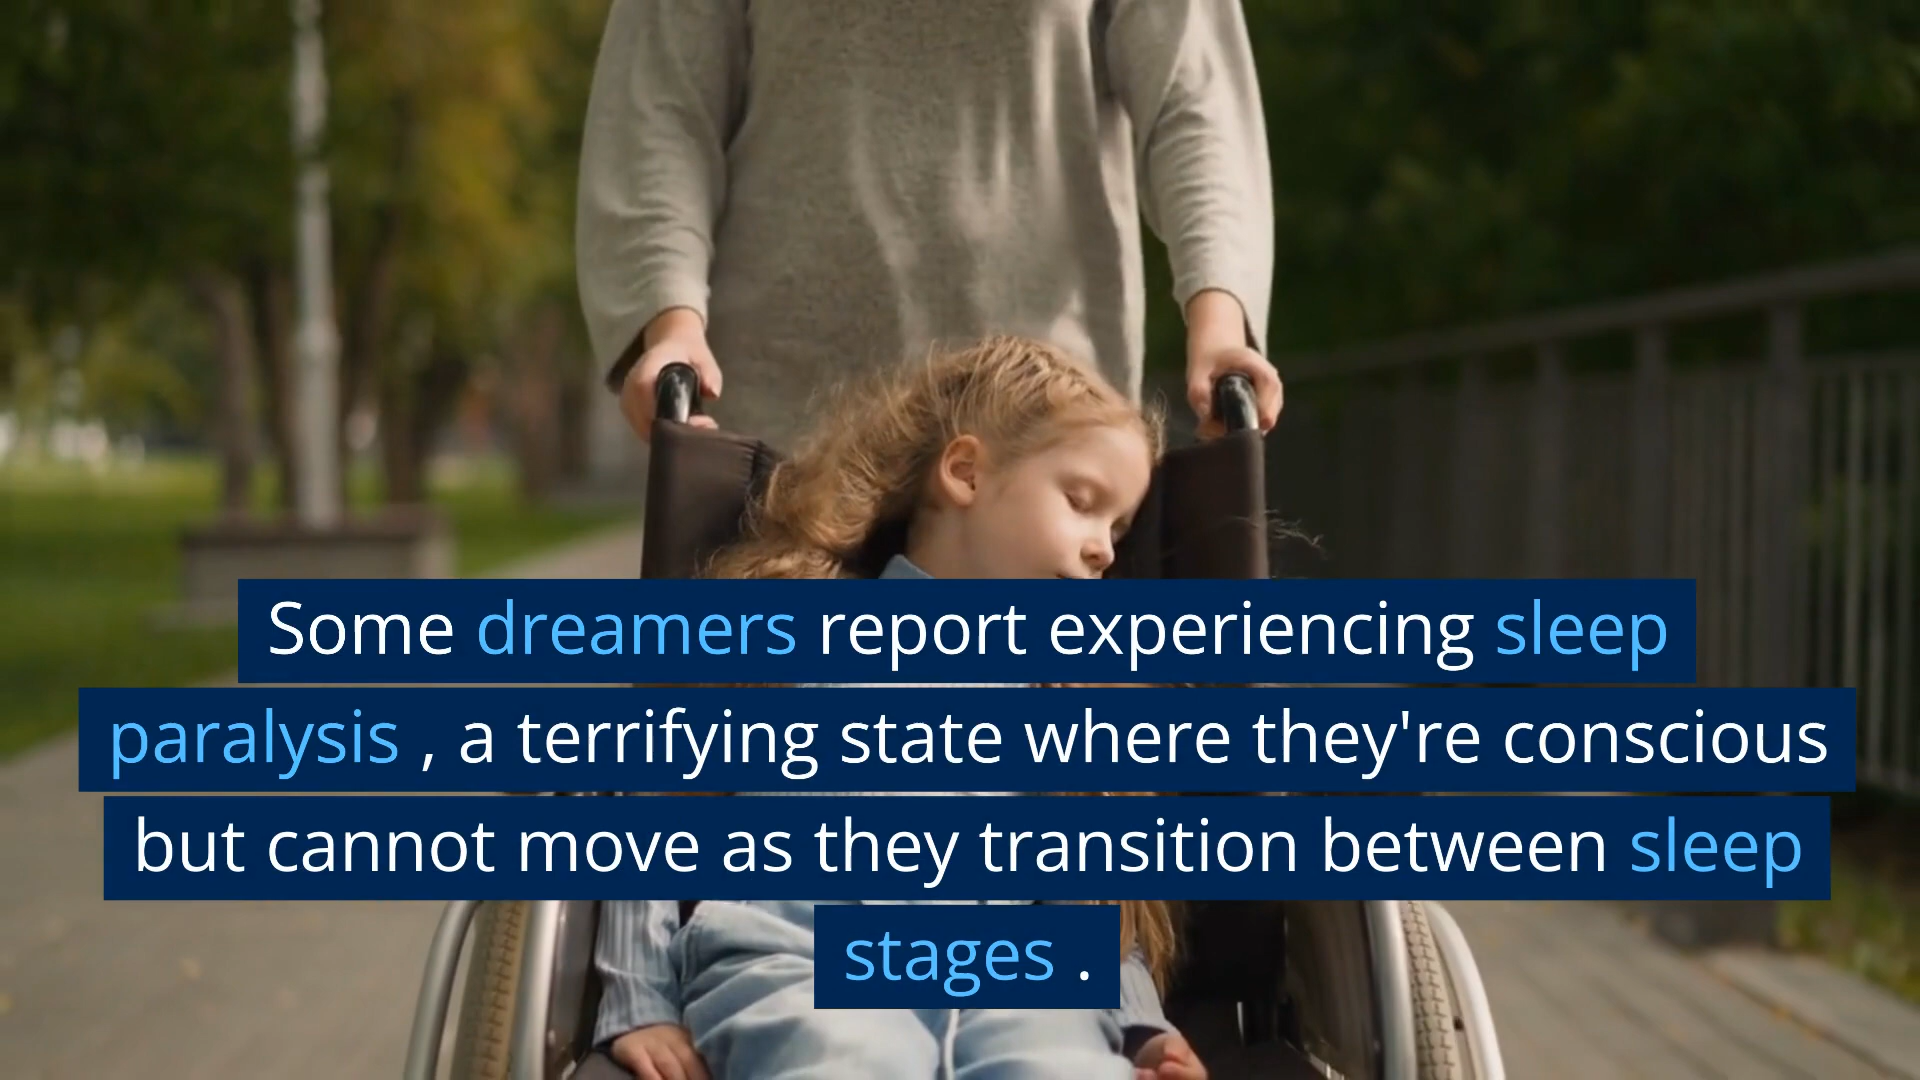 Some dreamers report experiencing sleep
paralysis , a terrifying state where they're conscious
but cannot move as they transition between sleep
stages .